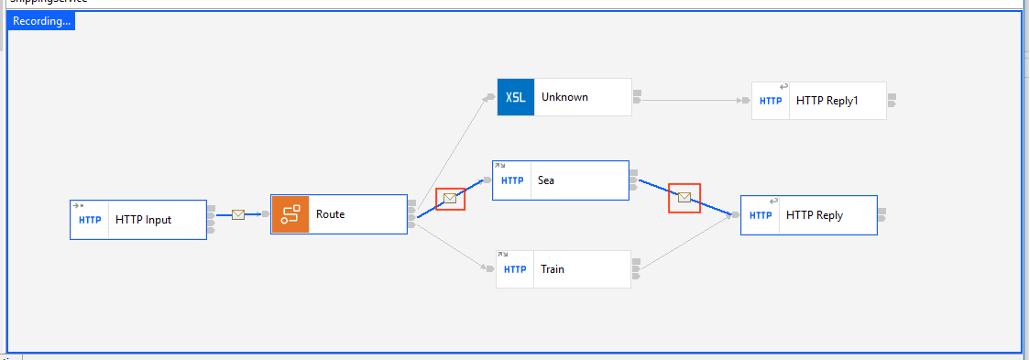 ShippingService
Recording...
XSL Unknown
HTTP HTTP Reply1
HTTP Sea
HTTP HTTP Input
Route
HTTP HTTP Reply
HTTP Train